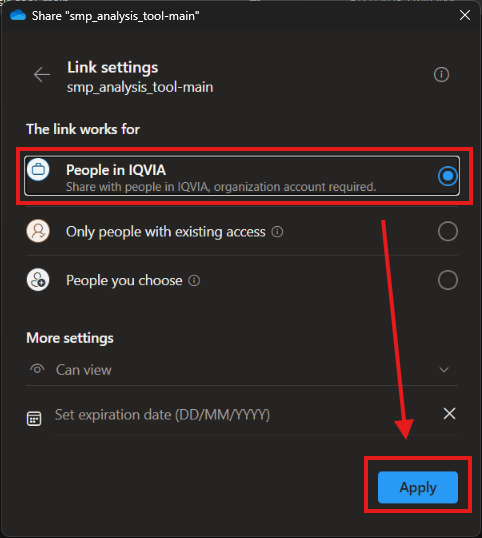 Share "smp_analysis_tool-main"
Link settings
smp_analysis_tool-main
The link works for
People in IQVIA
Share with people in IQVIA, organization account required.
Only people with existing access
People you choose
More settings
Can view
Set expiration date (DD/MM/YYYY)
Apply